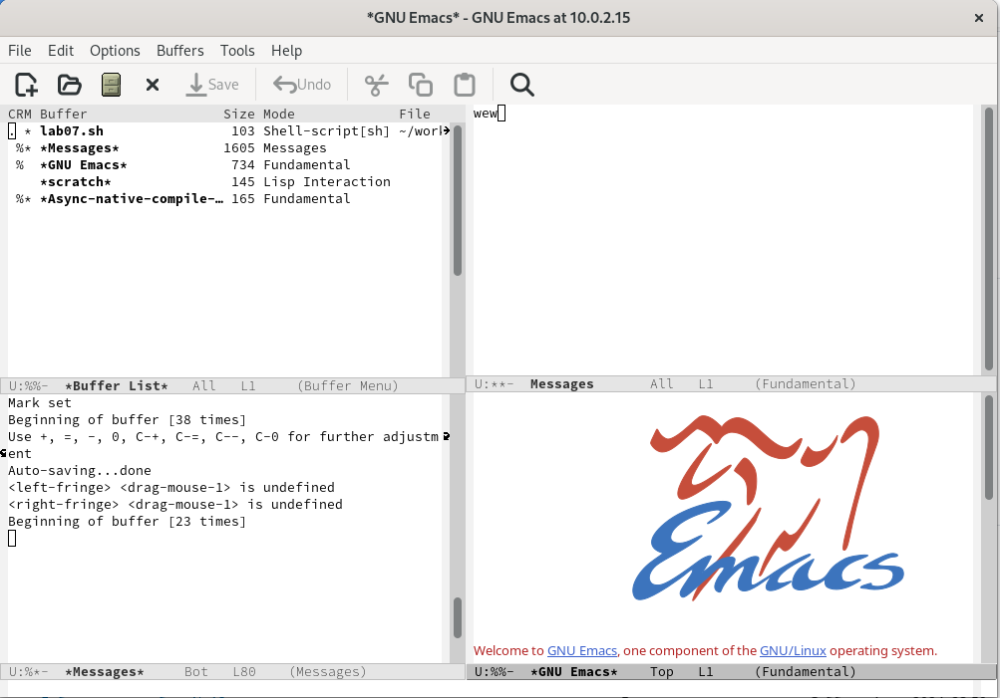 *GNU Emacs* - GNU Emacs at 10.0.2.15
File Edit Options Buffers Tools Help
Save Undo
CRM Buffer Size Mode File
. * lab07.sh 103 Shell-script[sh] ~/work
%* *Messages* 1605 Messages
% *GNU Emacs* 734 Fundamental
*scratch* 145 Lisp Interaction
%* *Async-native-compile-… 165 Fundamental
U:%%- *Buffer List* All L1 (Buffer Menu)
wew
U:**- Messages All L1 (Fundamental)
Mark set
Beginning of buffer [38 times]
Use +, =, -, 0, C-+, C-=, C--, C-0 for further adjustm
ent
Auto-saving...done
<left-fringe> <drag-mouse-1> is undefined
<right-fringe> <drag-mouse-1> is undefined
Beginning of buffer [23 times]
U:%*- *Messages* Bot L80 (Messages)
Emacs
Welcome to GNU Emacs, one component of the GNU/Linux operating system.
U:%%- *GNU Emacs* Top L1 (Fundamental)